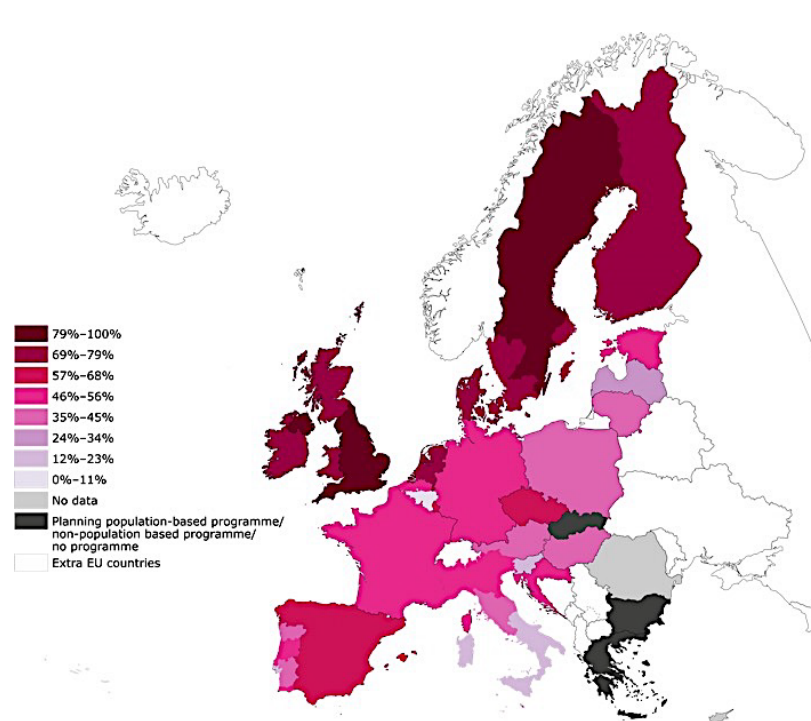 79%–100%
69%–79%
57%–68%
46%–56%
35%–45%
24%–34%
12%–23%
0%–11%
No data
Planning population-based programme/
non-population based programme/
no programme
Extra EU countries